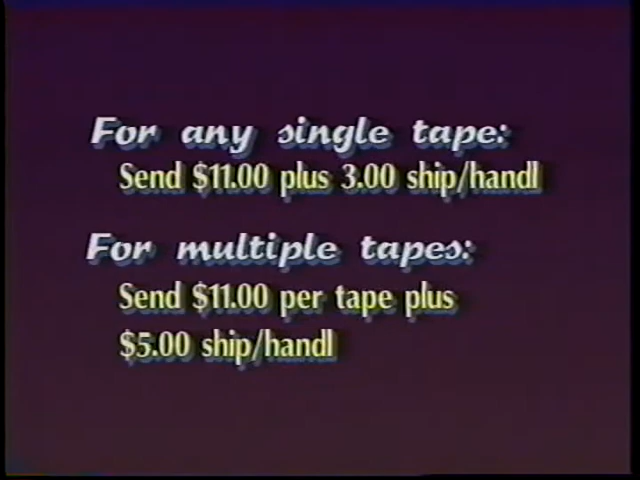 For any single tape:
Send $11.00 plus 3.00 ship/handl
For multiple tapes:
Send $11.00 per tape plus
$5.00 ship/handl